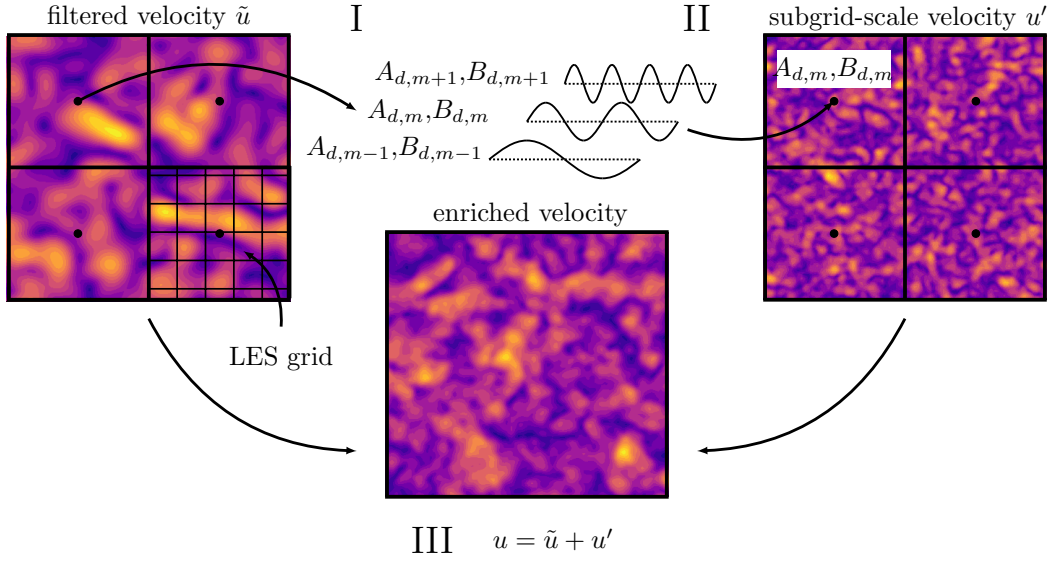 filtered velocity ũ
I
II
subgrid-scale velocity u′
A_{d,m+1},B_{d,m+1}
A_{d,m},B_{d,m}
A_{d,m−1},B_{d,m−1}
A_{d,m},B_{d,m}
enriched velocity
LES grid
III u = ũ + u′